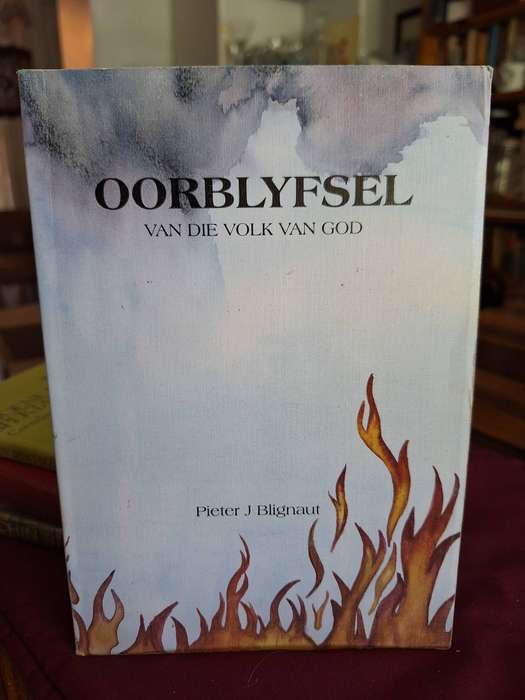 OORBLYFSEL
VAN DIE VOLK VAN GOD
Pieter J Blignaut